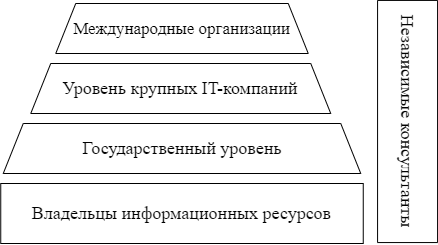 Международные организации
Уровень крупных IT-компаний
Государственный уровень
Владельцы информационных ресурсов
Независимые консультанты